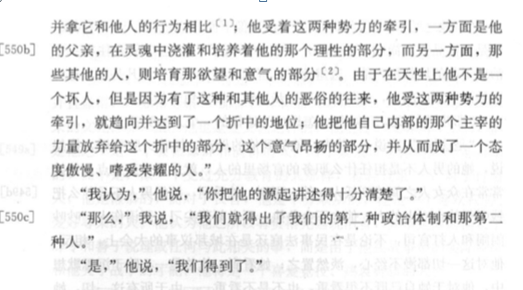 并拿它和他人的行为相比〔1〕；他受着这两种势力的牵引，一方面是他
[550b] 的父亲，在灵魂中浇灌和培养着他的那个理性的部分，而另一方面，那
些其他的人，则培育那欲望和意气的部分〔2〕。由于在天性上他不是一
个坏人，但是因为有了这种和其他人的恶俗的往来，他受这两种势力的
牵引，就趋向并达到了一个折中的地位；他把他自己内部的那个主宰的
力量放弃给这个折中的部分，这个意气昂扬的部分，并从而成了一个态
度傲慢、嗜爱荣耀的人。”
“我认为，”他说，“你把他的源起讲述得十分清楚了。”
[550c] “那么，”我说，“我们就得出了我们的第二种政治体制和那第二
种人。”
“是，”他说，“我们得到了。”